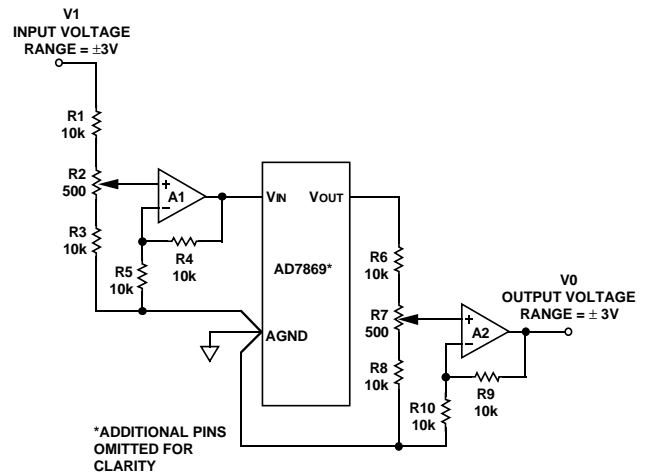 V1
INPUT VOLTAGE
RANGE = ±3V
R1
10k
R2
500
R3
10k
+
A1
–
R4
10k
R5
10k
VIN
VOUT
AD7869*
AGND
R6
10k
R7
500
R8
10k
+
A2
–
R9
10k
R10
10k
V0
OUTPUT VOLTAGE
RANGE = ± 3V
*ADDITIONAL PINS
OMITTED FOR
CLARITY